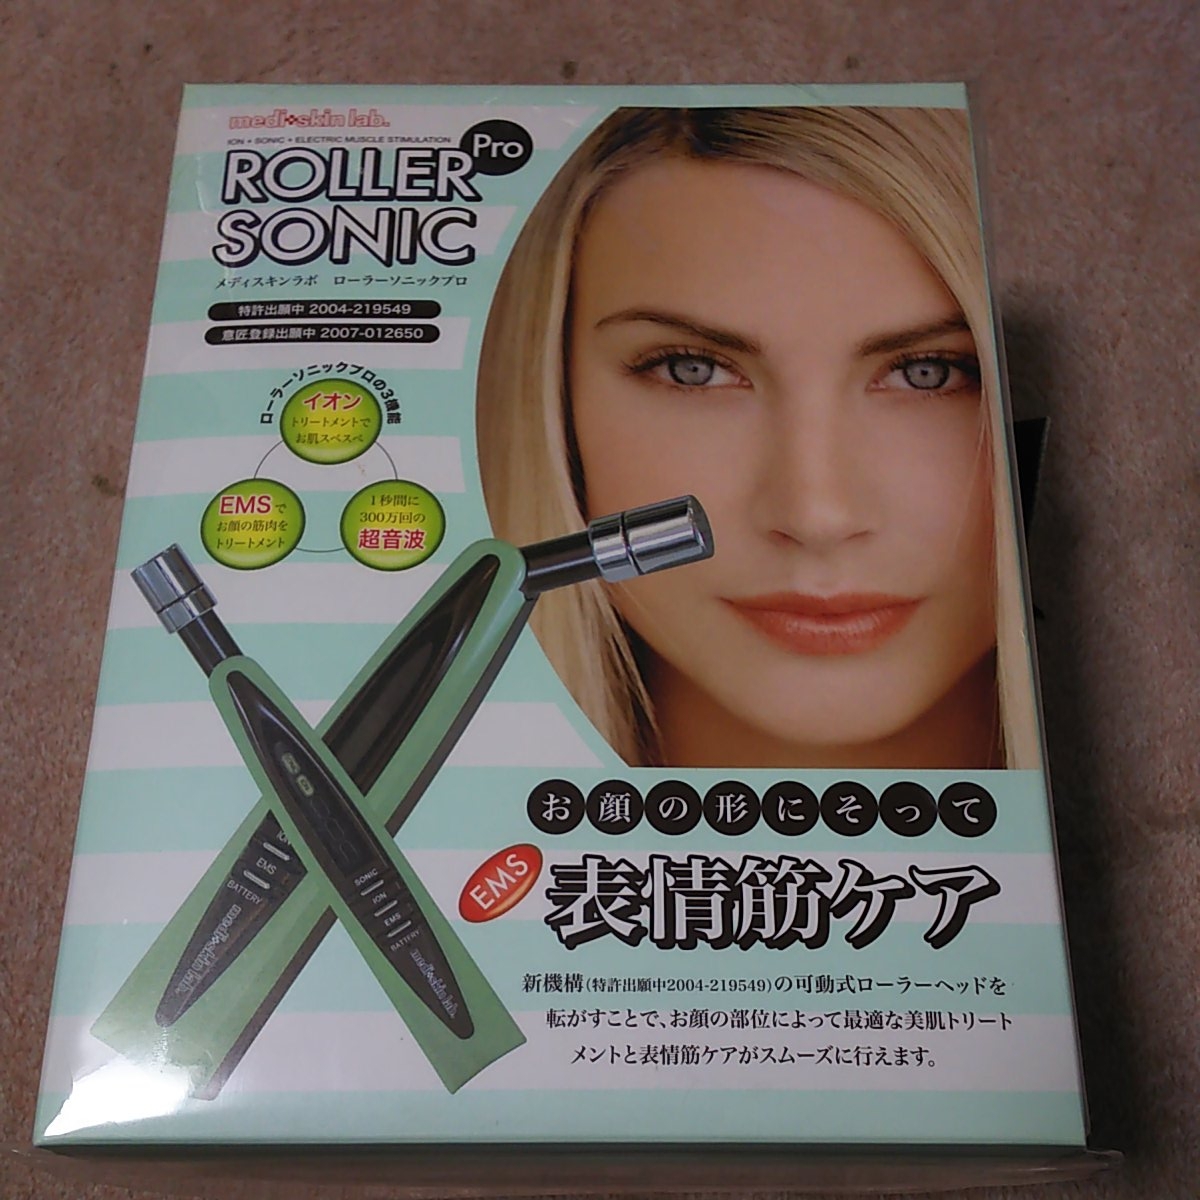 medi+skin lab.
ION + SONIC + ELECTRIC MUSCLE STIMULATION
ROLLER
Pro
SONIC
メディスキンラボ ローラーソニックプロ
特許出願中 2004-219549
意匠登録出願中 2007-012650
ローラーソニックプロの3機能
イオン
トリートメントで
お肌スベスベ
EMSで
お顔の筋肉を
トリートメント
1秒間に
300万回の
超音波
お顔の形にそって
EMS
表情筋ケア
新機構(特許出願中2004-219549)の可動式ローラーヘッドを
転がすことで、お顔の部位によって最適な美肌トリート
メントと表情筋ケアがスムーズに行えます。
ION
EMS
BATTERY
medi+skin lab.
SONIC
ION
EMS
BATTERY
medi+skin lab.